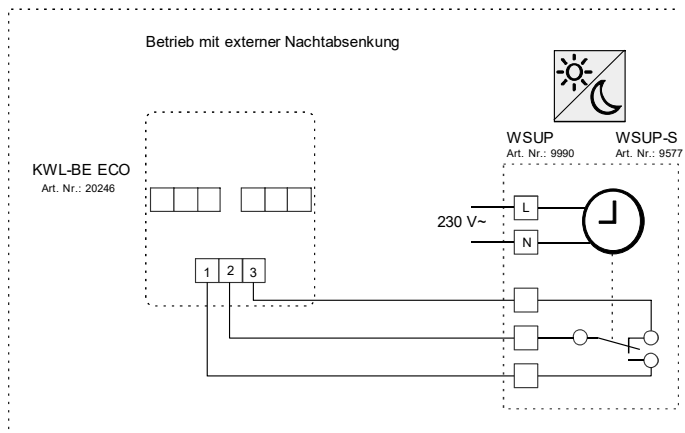 Betrieb mit externer Nachtabsenkung
WSUP
WSUP-S
Art. Nr.: 9990
Art. Nr.: 9577
KWL-BE ECO
Art. Nr.: 20246
230 V~
L
N
1 2 3